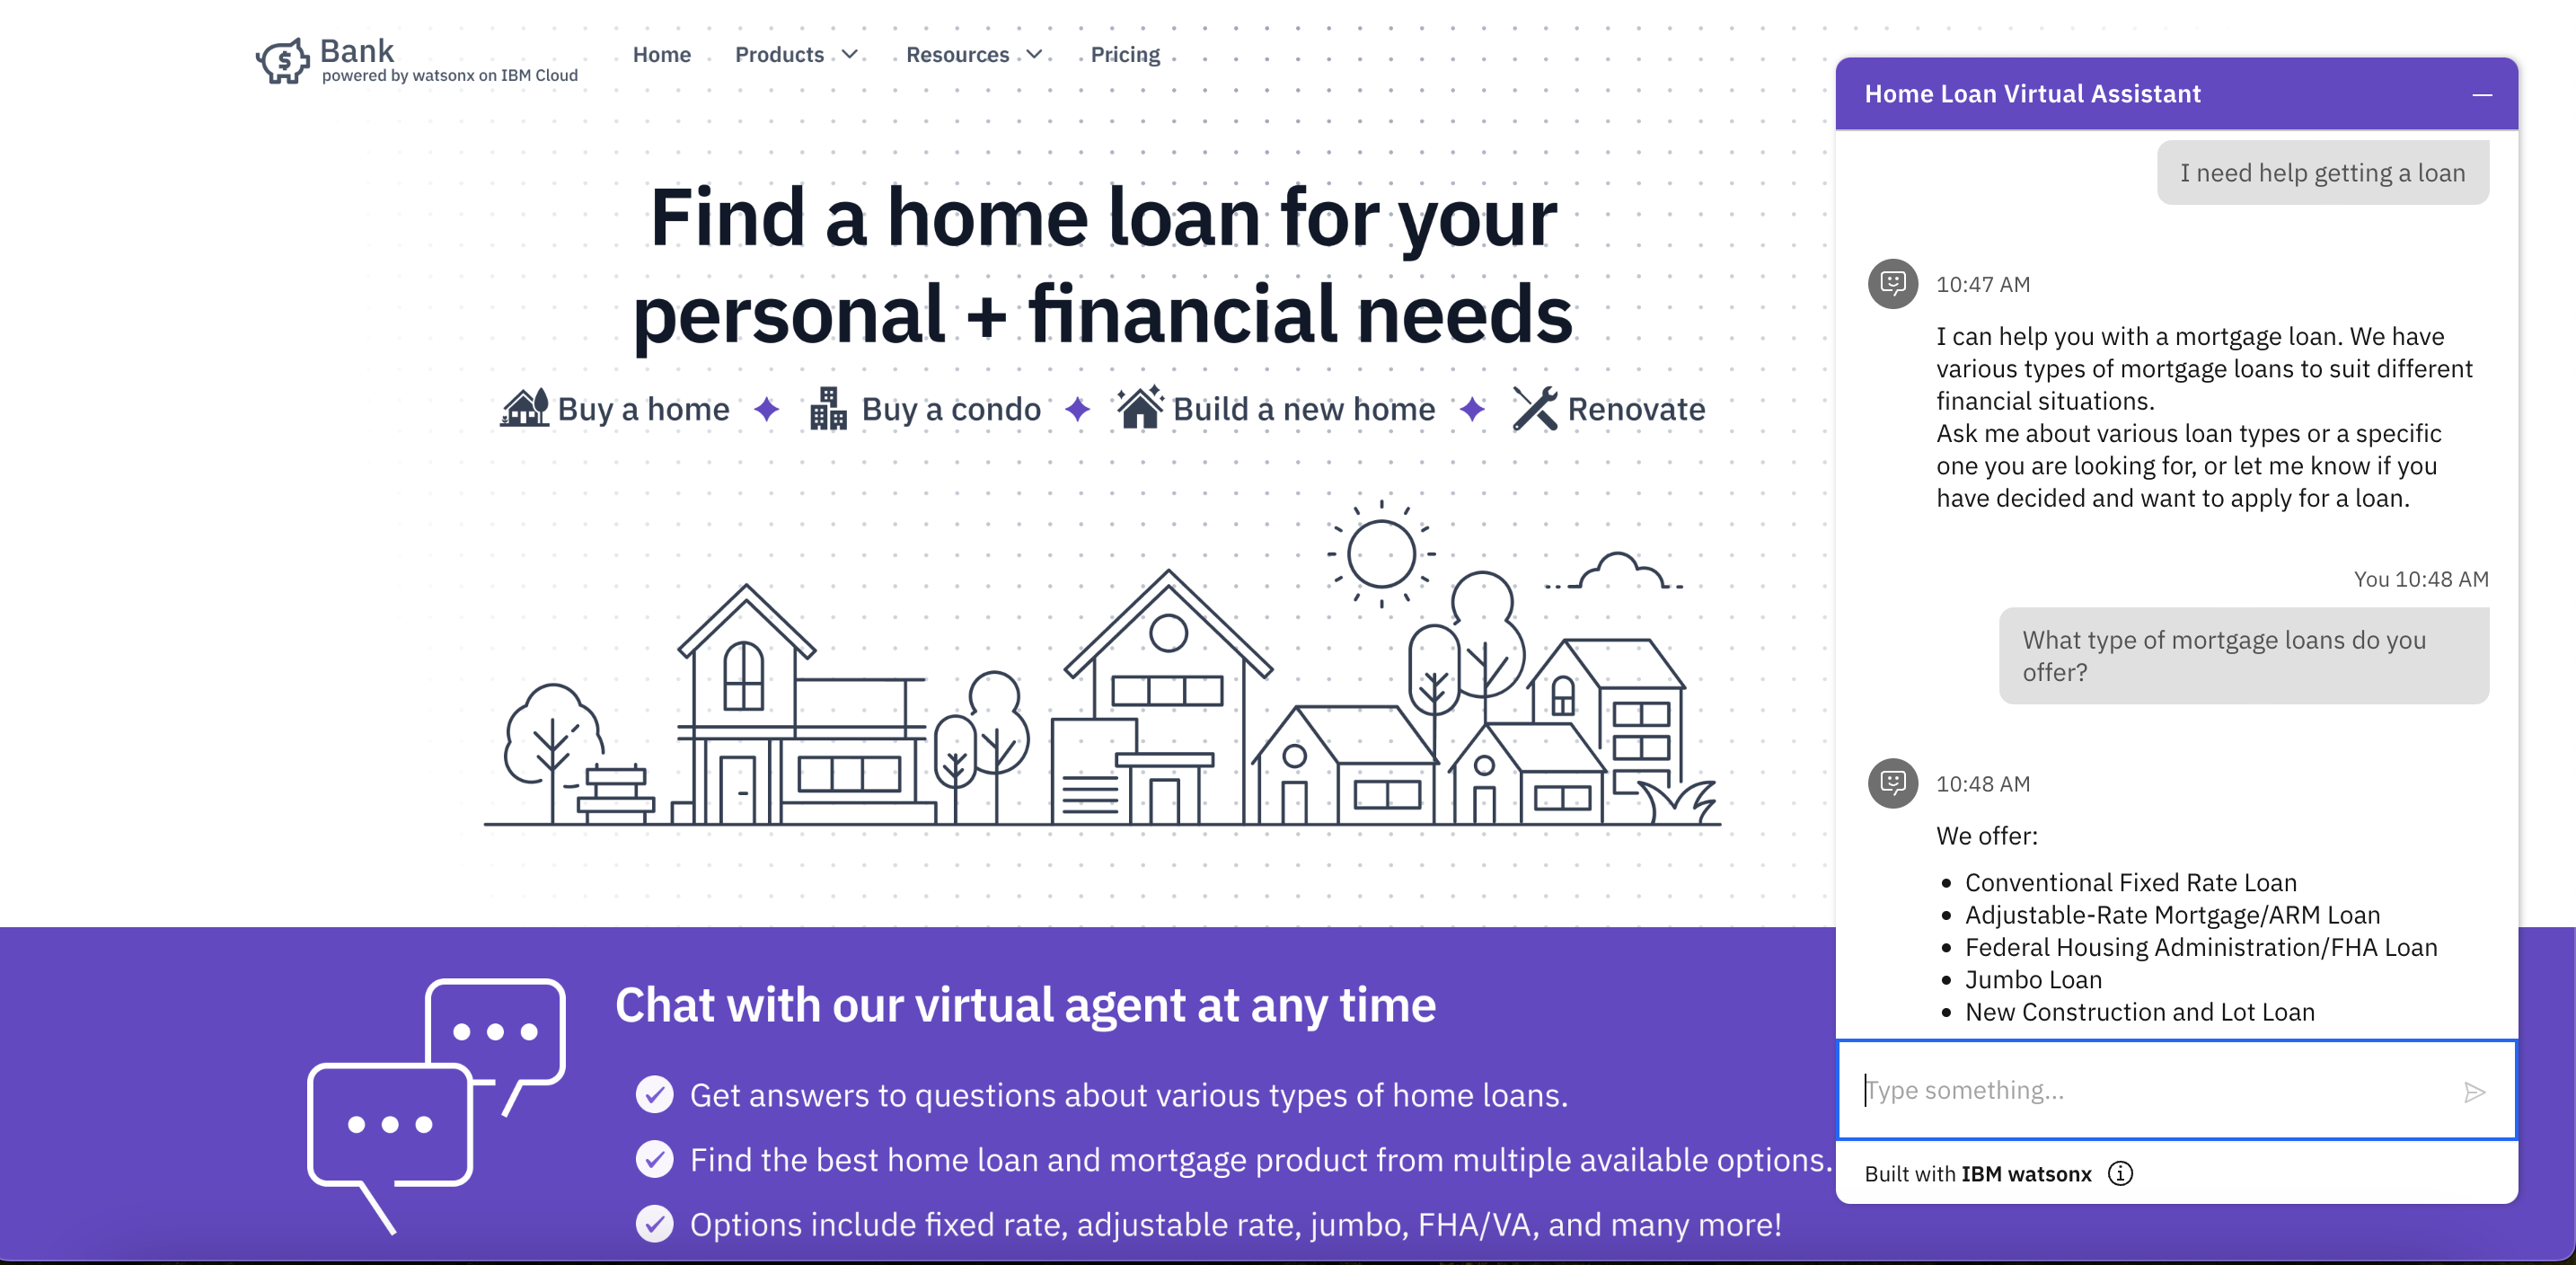 Bank
powered by watsonx on IBM Cloud
Home
Products
Resources
Pricing
Find a home loan for your
personal + financial needs
Buy a home
Buy a condo
Build a new home
Renovate
Chat with our virtual agent at any time
Get answers to questions about various types of home loans.
Find the best home loan and mortgage product from multiple available options.
Options include fixed rate, adjustable rate, jumbo, FHA/VA, and many more!
Home Loan Virtual Assistant
I need help getting a loan
10:47 AM
I can help you with a mortgage loan. We have
various types of mortgage loans to suit different
financial situations.
Ask me about various loan types or a specific
one you are looking for, or let me know if you
have decided and want to apply for a loan.
You 10:48 AM
What type of mortgage loans do you
offer?
10:48 AM
We offer:
• Conventional Fixed Rate Loan
• Adjustable-Rate Mortgage/ARM Loan
• Federal Housing Administration/FHA Loan
• Jumbo Loan
• New Construction and Lot Loan
Type something...
Built with IBM watsonx